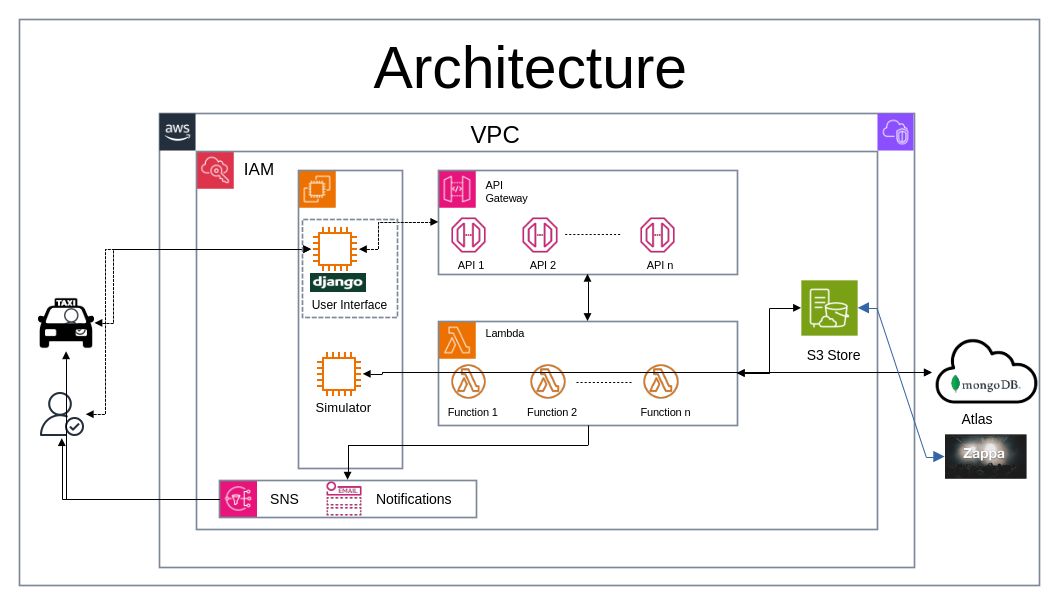 Architecture
aws
VPC
IAM
API
Gateway
API 1
API 2
API n
django
User Interface
TAXI
Lambda
S3 Store
Simulator
Function 1
Function 2
Function n
mongoDB.
Atlas
Zappa
SNS
EMAIL
Notifications